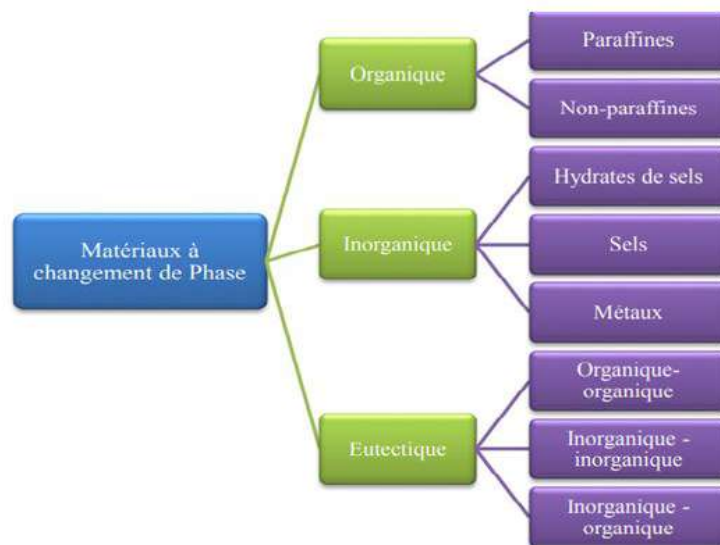 Matériaux à
changement de Phase
Organique
Paraffines
Non-paraffines
Inorganique
Hydrates de sels
Sels
Métaux
Eutectique
Organique-
organique
Inorganique -
inorganique
Inorganique -
organique